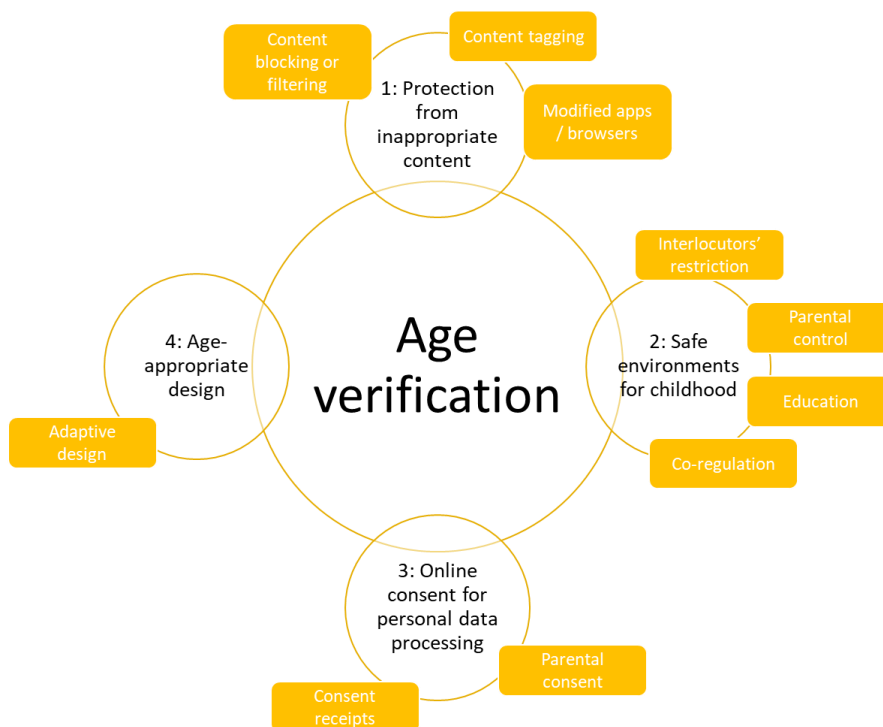 Content
blocking or
filtering
Content tagging
1: Protection
from
inappropriate
content
Modified apps
/ browsers
Interlocutors'
restriction
Parental
control
2: Safe
environments
for childhood
Education
Co-regulation
Age
verification
4: Age-
appropriate
design
Adaptive
design
3: Online
consent for
personal data
processing
Parental
consent
Consent
receipts